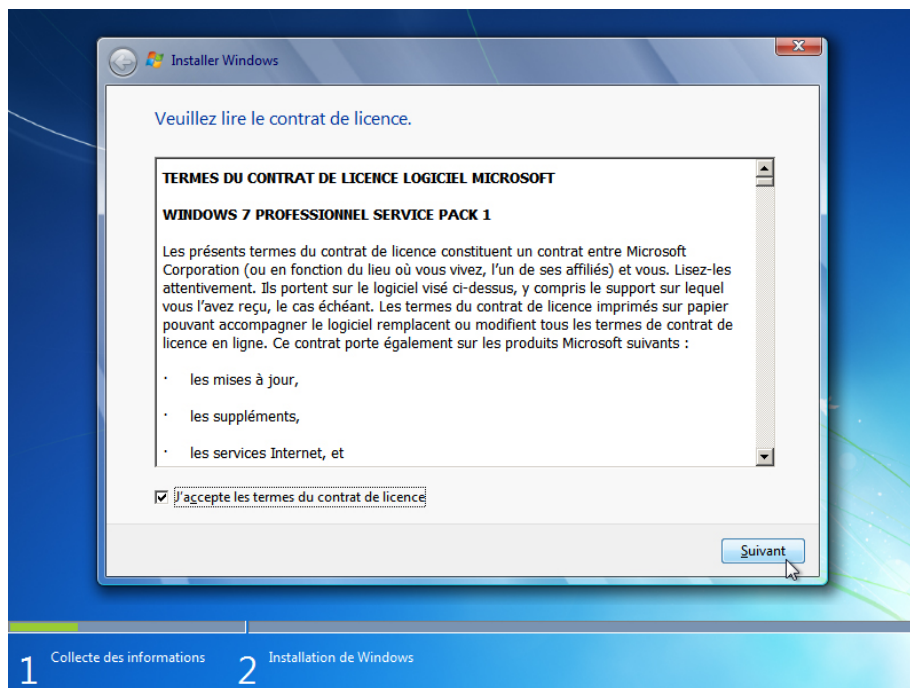 Installer Windows
Veuillez lire le contrat de licence.
TERMES DU CONTRAT DE LICENCE LOGICIEL MICROSOFT
WINDOWS 7 PROFESSIONNEL SERVICE PACK 1
Les présents termes du contrat de licence constituent un contrat entre Microsoft
Corporation (ou en fonction du lieu où vous vivez, l’un de ses affiliés) et vous. Lisez-les
attentivement. Ils portent sur le logiciel visé ci-dessus, y compris le support sur lequel
vous l’avez reçu, le cas échéant. Les termes du contrat de licence imprimés sur papier
pouvant accompagner le logiciel remplacent ou modifient tous les termes de contrat de
licence en ligne. Ce contrat porte également sur les produits Microsoft suivants :
· les mises à jour,
· les suppléments,
· les services Internet, et
J'accepte les termes du contrat de licence
Suivant
1 Collecte des informations 2 Installation de Windows